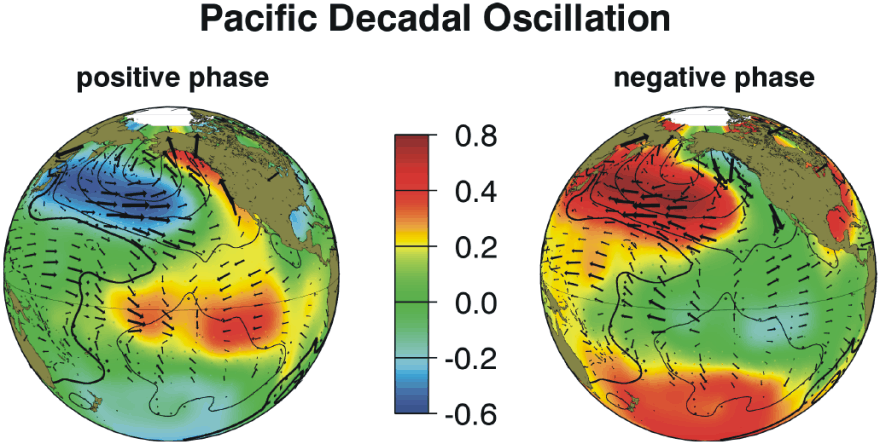 Pacific Decadal Oscillation
positive phase
negative phase
0.8
0.4
0.2
0.0
-0.2
-0.6